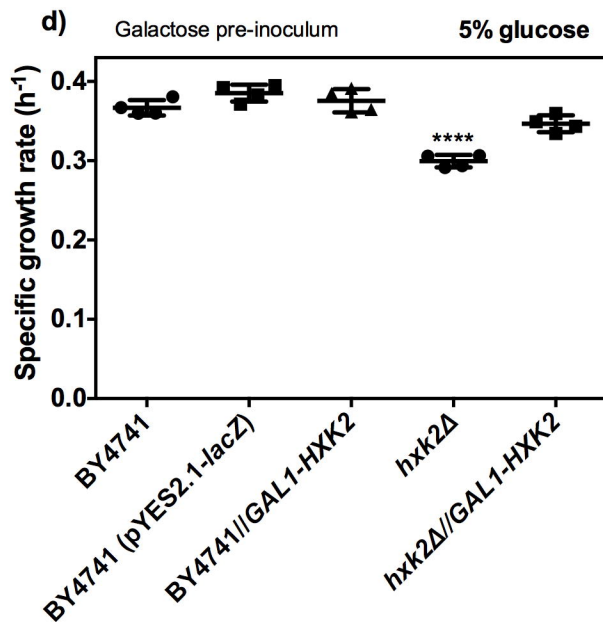 d) Galactose pre-inoculum 5% glucose
Specific growth rate (h-1)
0.4
0.3
0.2
0.1
0.0
****
BY4741
BY4741 (pYES2.1-lacZ)
BY4741//GAL1-HXK2
hxk2Δ
hxk2Δ//GAL1-HXK2